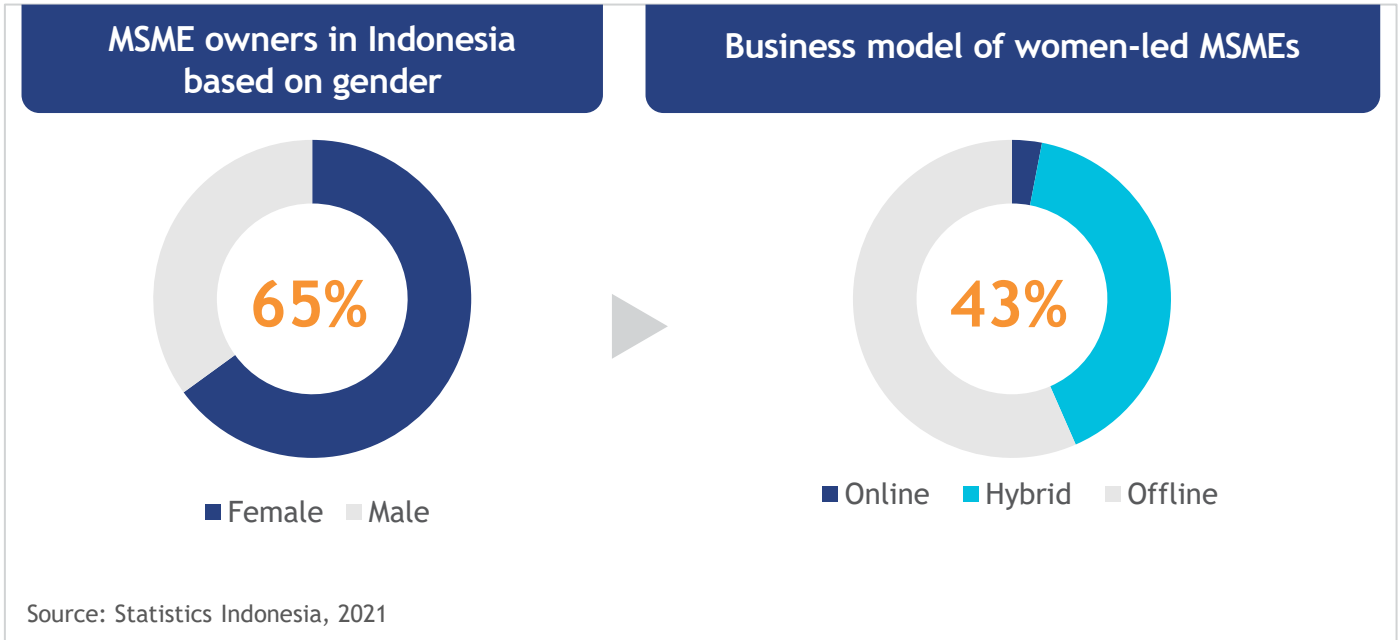 MSME owners in Indonesia
based on gender
Business model of women-led MSMEs
65%
43%
Female Male
Online Hybrid Offline
Source: Statistics Indonesia, 2021